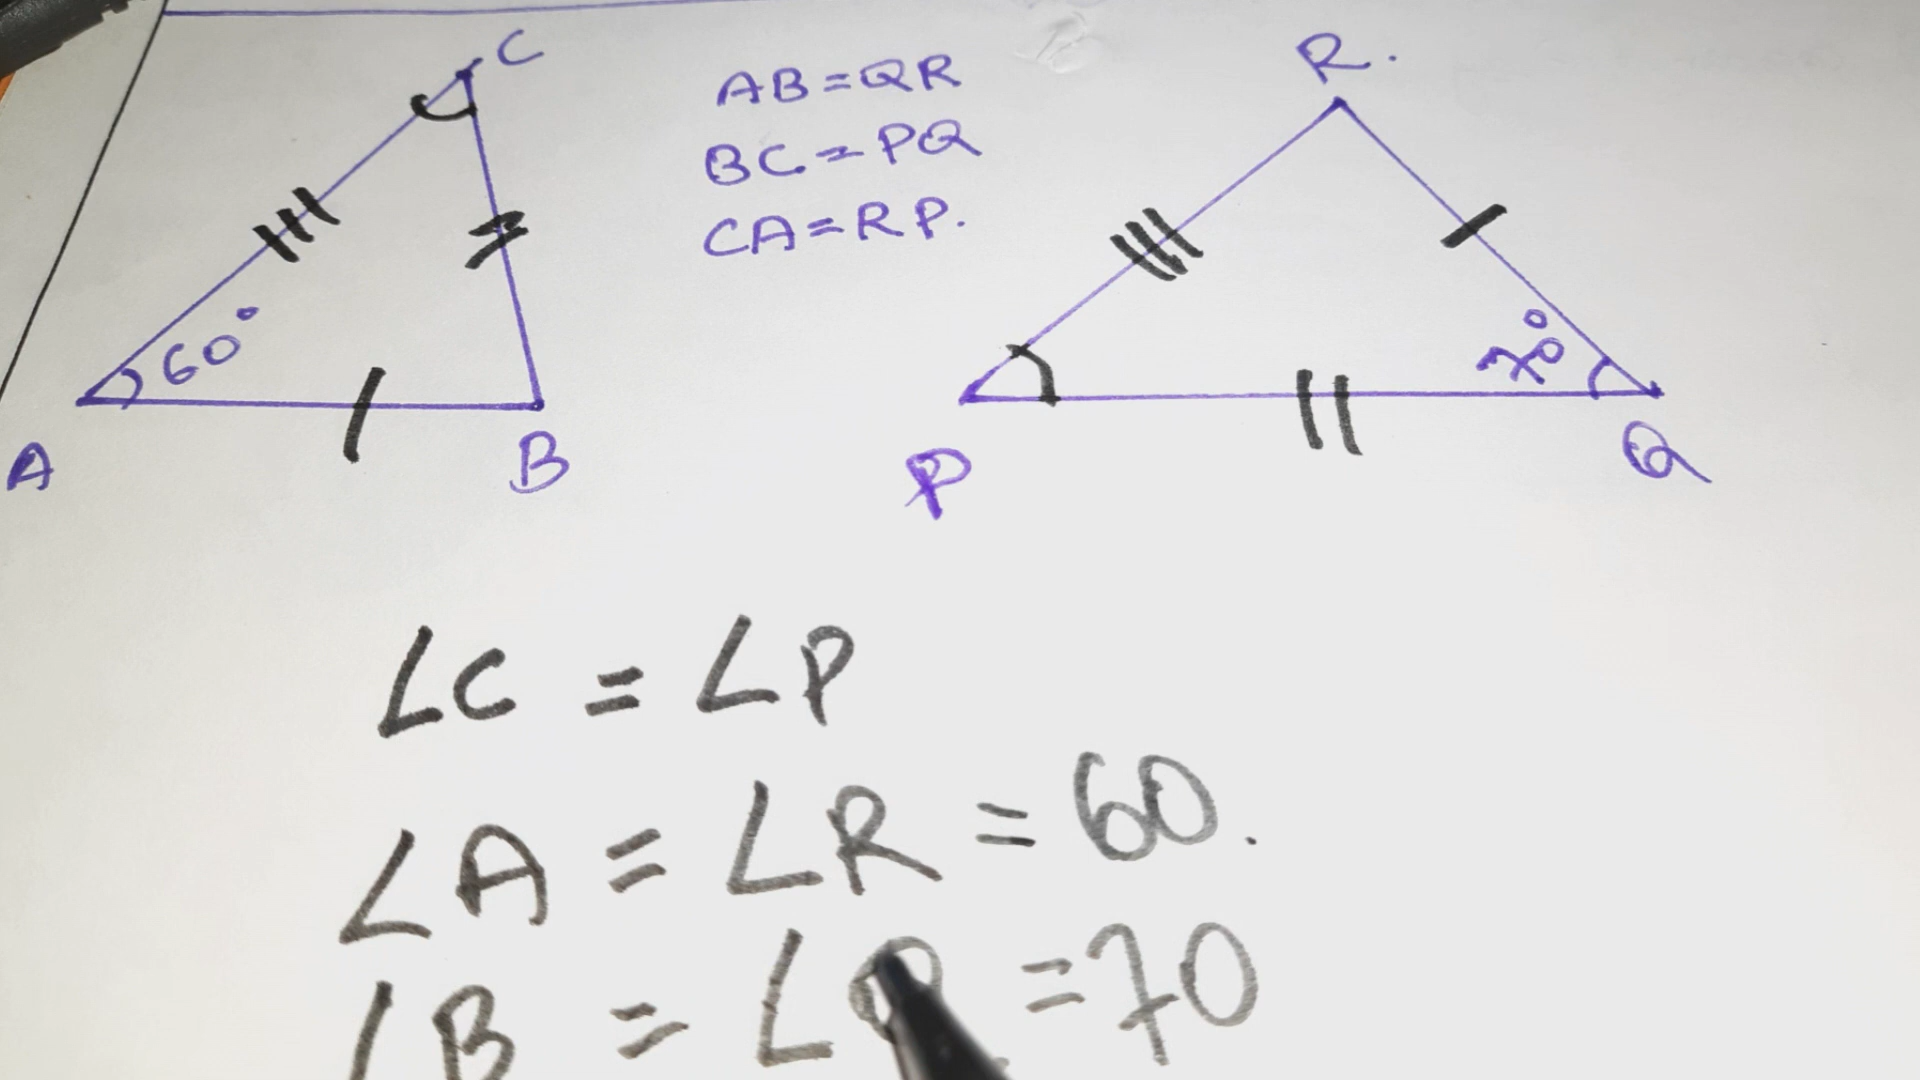 C
AB=QR
BC=PQ
CA=RP.
R.
60°
70°
A
B
P
Q
∠C = ∠P
∠A = ∠R = 60.
∠B = ∠Q = 70